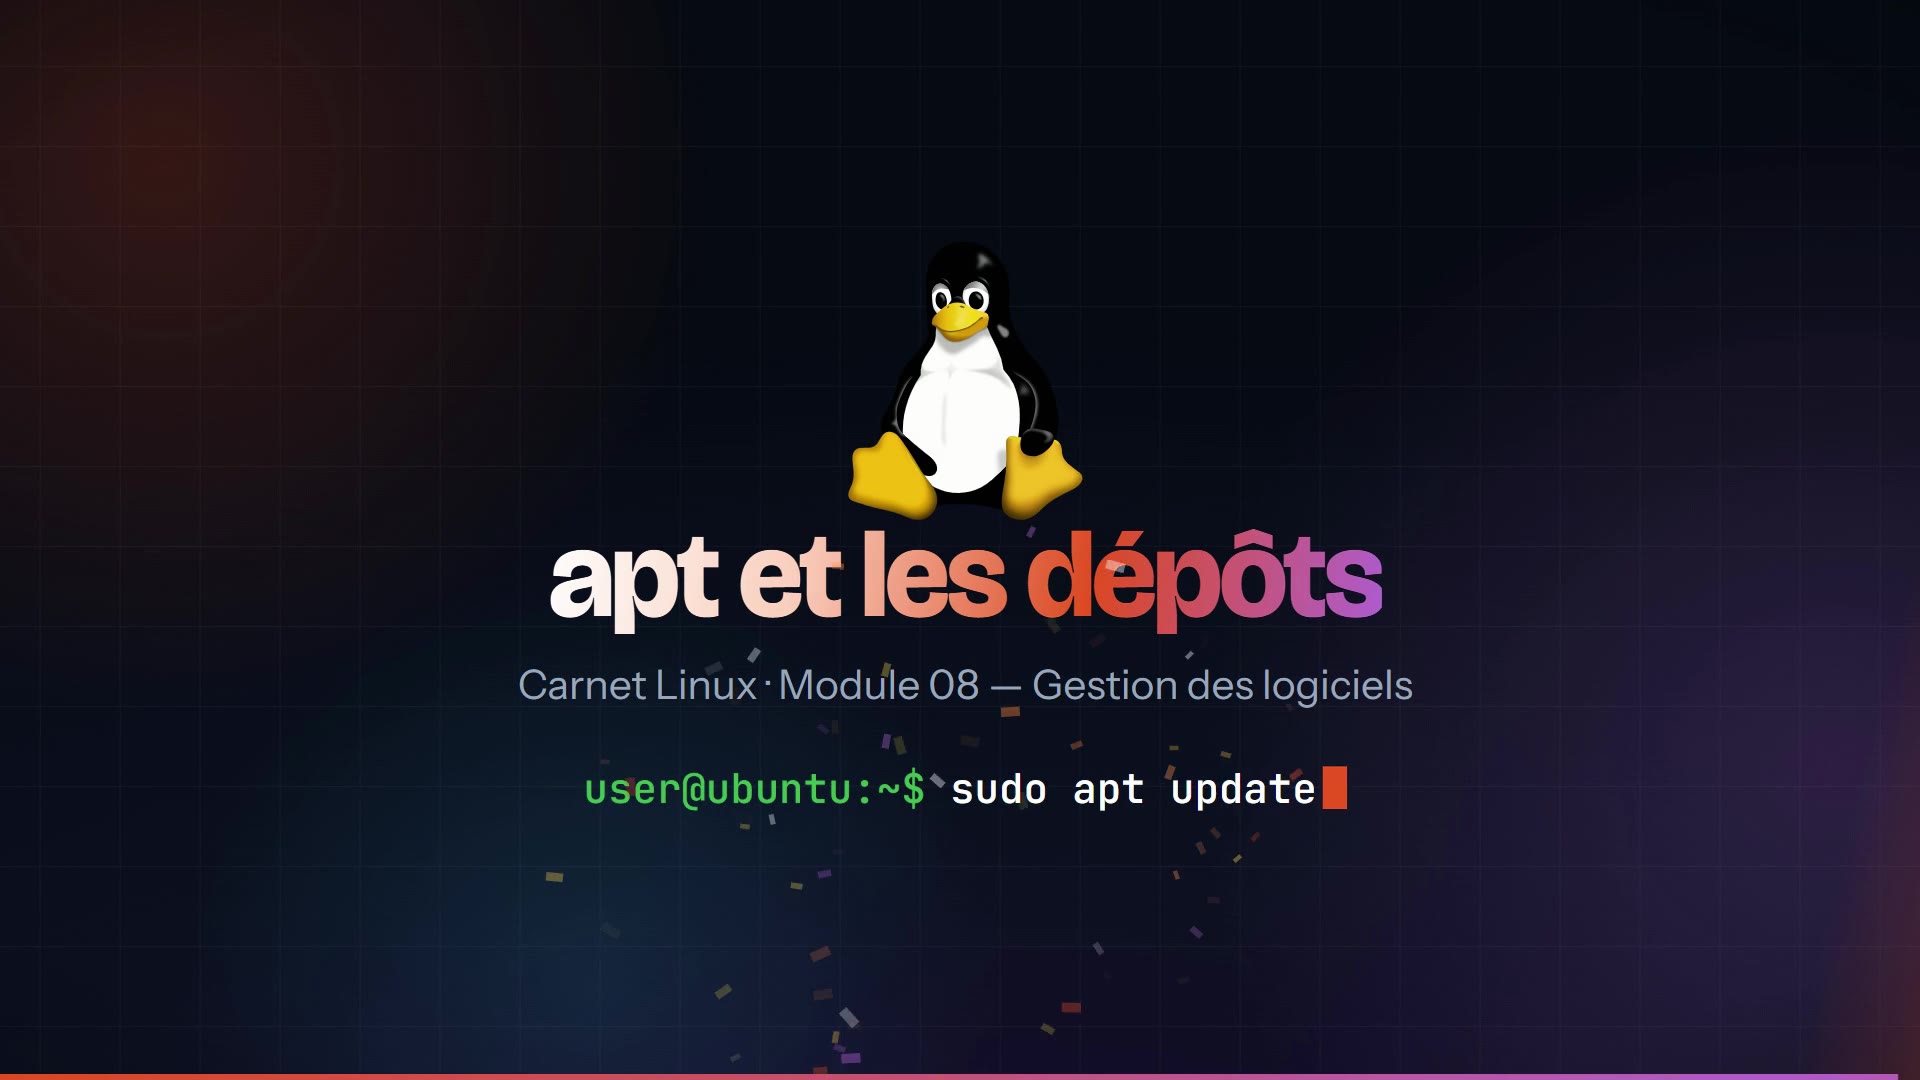 apt et les dépôts
Carnet Linux · Module 08 — Gestion des logiciels
user@ubuntu:~$ sudo apt update